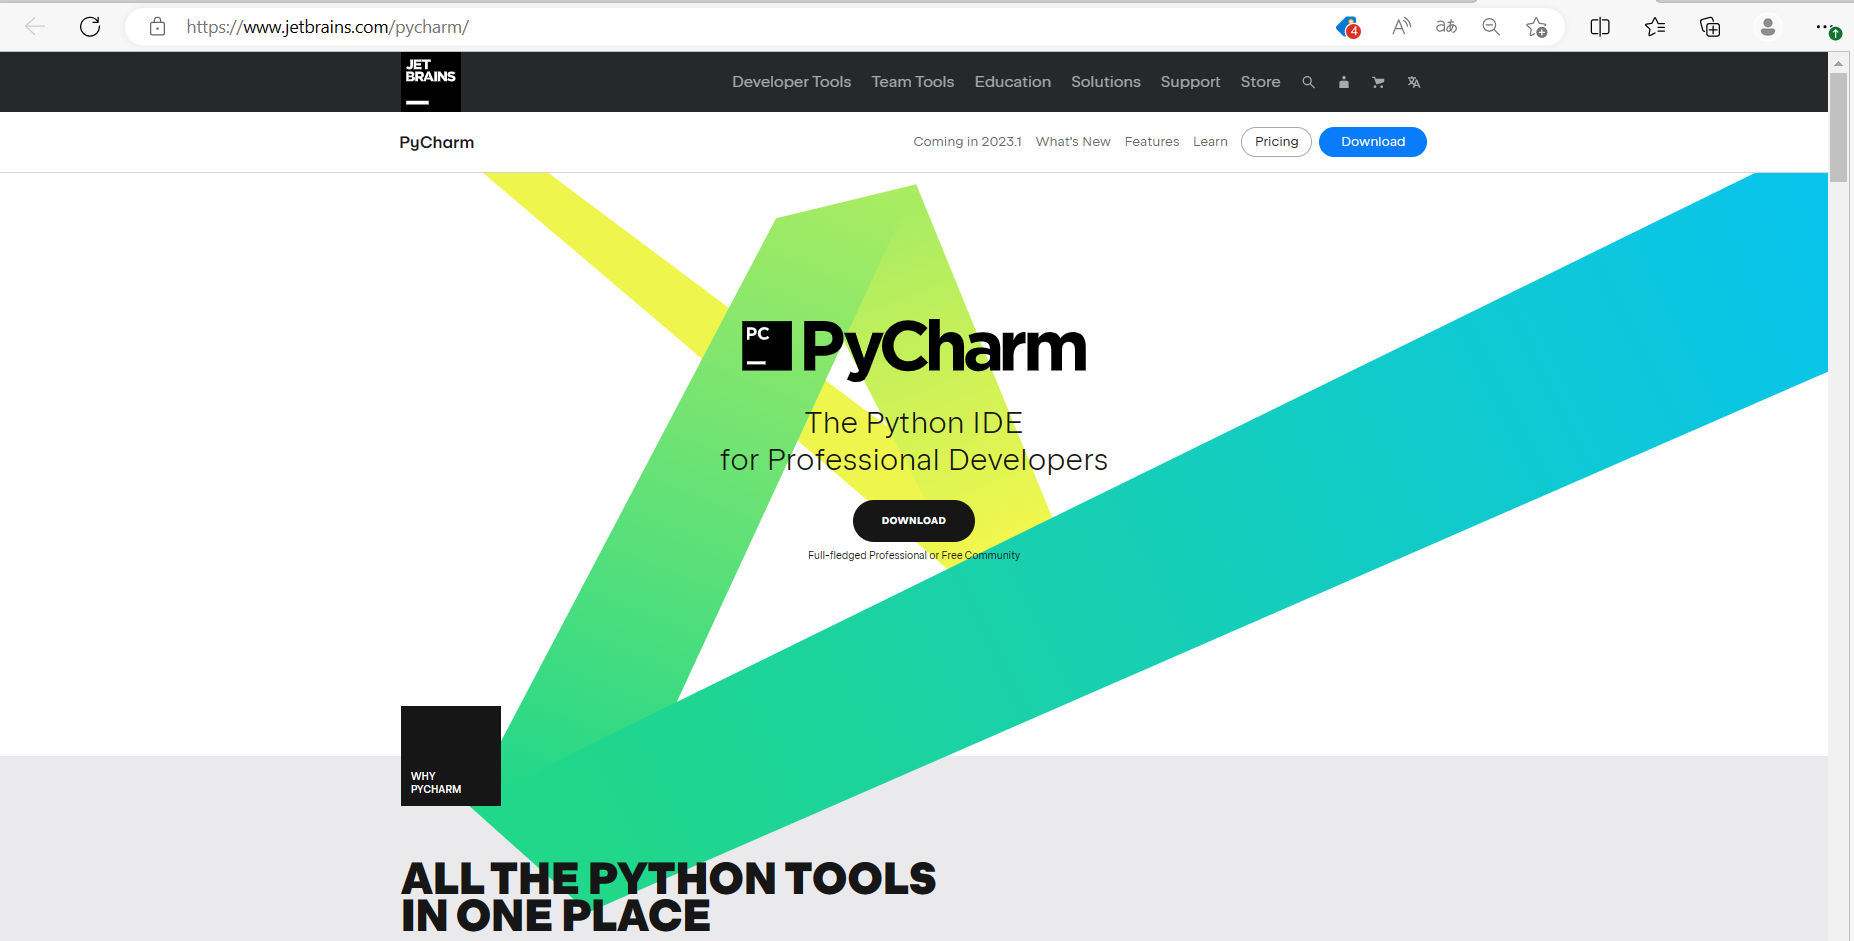 https://www.jetbrains.com/pycharm/
4
A
aあ
JET
BRAINS
Developer Tools Team Tools Education Solutions Support Store
PyCharm
Coming in 2023.1 What's New Features Learn Pricing Download
PC
PyCharm
The Python IDE
for Professional Developers
DOWNLOAD
Full-fledged Professional or Free Community
WHY
PYCHARM
ALL THE PYTHON TOOLS
IN ONE PLACE